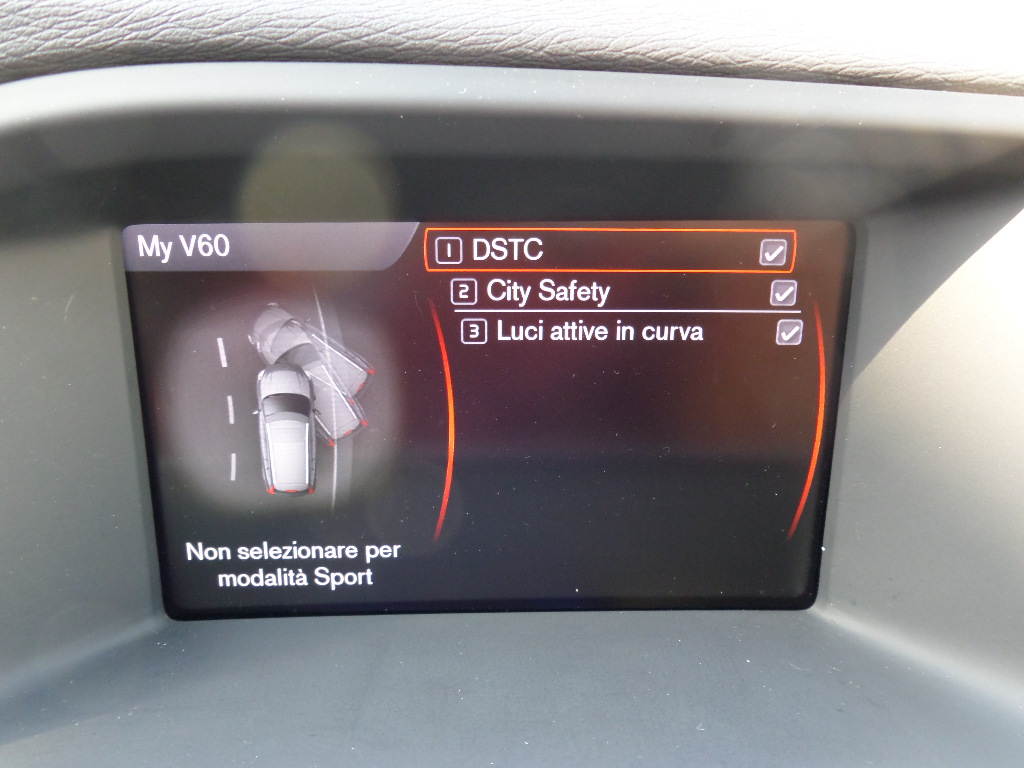 My V60
1 DSTC
2 City Safety
3 Luci attive in curva
Non selezionare per
modalità Sport